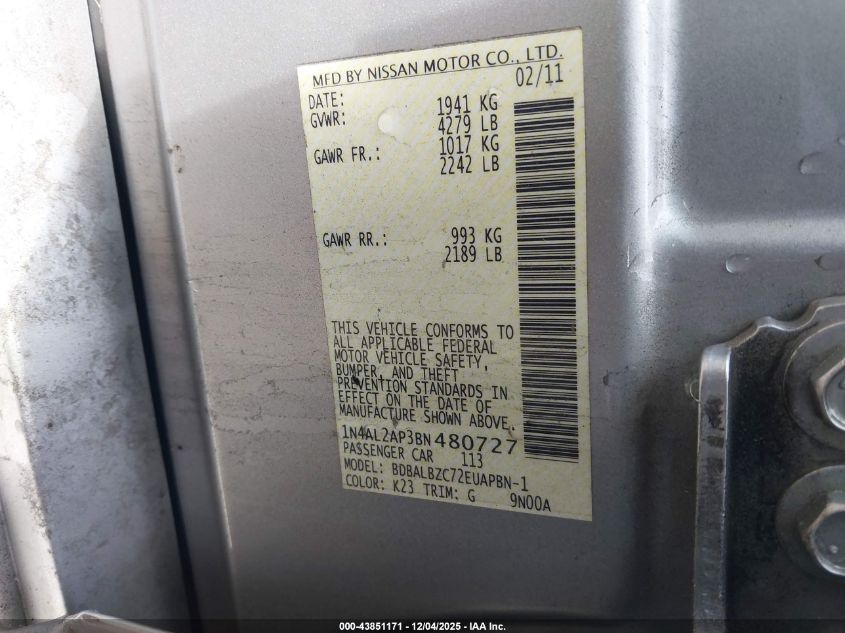 MFD BY NISSAN MOTOR CO., LTD.
DATE: 02/11
GVWR: 1941 KG
4279 LB
GAWR FR.: 1017 KG
2242 LB
GAWR RR.: 993 KG
2189 LB
THIS VEHICLE CONFORMS TO
ALL APPLICABLE FEDERAL
MOTOR VEHICLE SAFETY,
BUMPER, AND THEFT
PREVENTION STANDARDS IN
EFFECT ON THE DATE OF
MANUFACTURE SHOWN ABOVE.
1N4AL2AP3BN480727
PASSENGER CAR 113
MODEL: BDBALBZC72EUAPBN-1
COLOR: K23 TRIM: G 9N00A
000-43851171 - 12/04/2025 - IAA Inc.